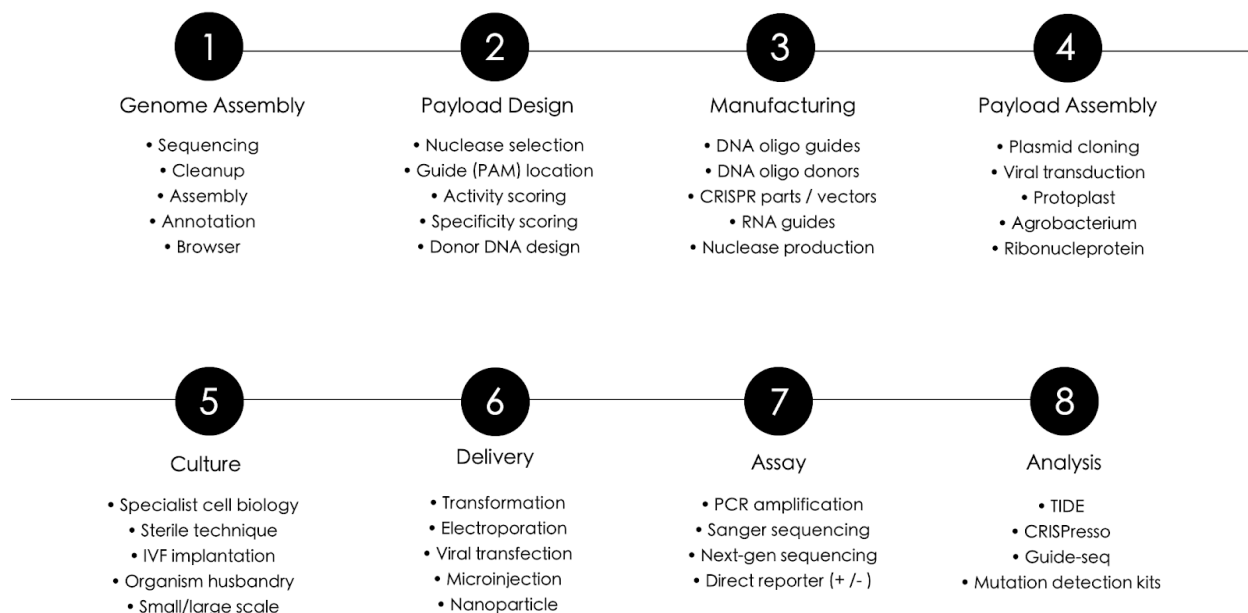 1
Genome Assembly
• Sequencing
• Cleanup
• Assembly
• Annotation
• Browser
2
Payload Design
• Nuclease selection
• Guide (PAM) location
• Activity scoring
• Specificity scoring
• Donor DNA design
3
Manufacturing
• DNA oligo guides
• DNA oligo donors
• CRISPR parts / vectors
• RNA guides
• Nuclease production
4
Payload Assembly
• Plasmid cloning
• Viral transduction
• Protoplast
• Agrobacterium
• Ribonucleprotein
5
Culture
• Specialist cell biology
• Sterile technique
• IVF implantation
• Organism husbandry
• Small/large scale
6
Delivery
• Transformation
• Electroporation
• Viral transfection
• Microinjection
• Nanoparticle
7
Assay
• PCR amplification
• Sanger sequencing
• Next-gen sequencing
• Direct reporter (+ /- )
8
Analysis
• TIDE
• CRISPresso
• Guide-seq
• Mutation detection kits